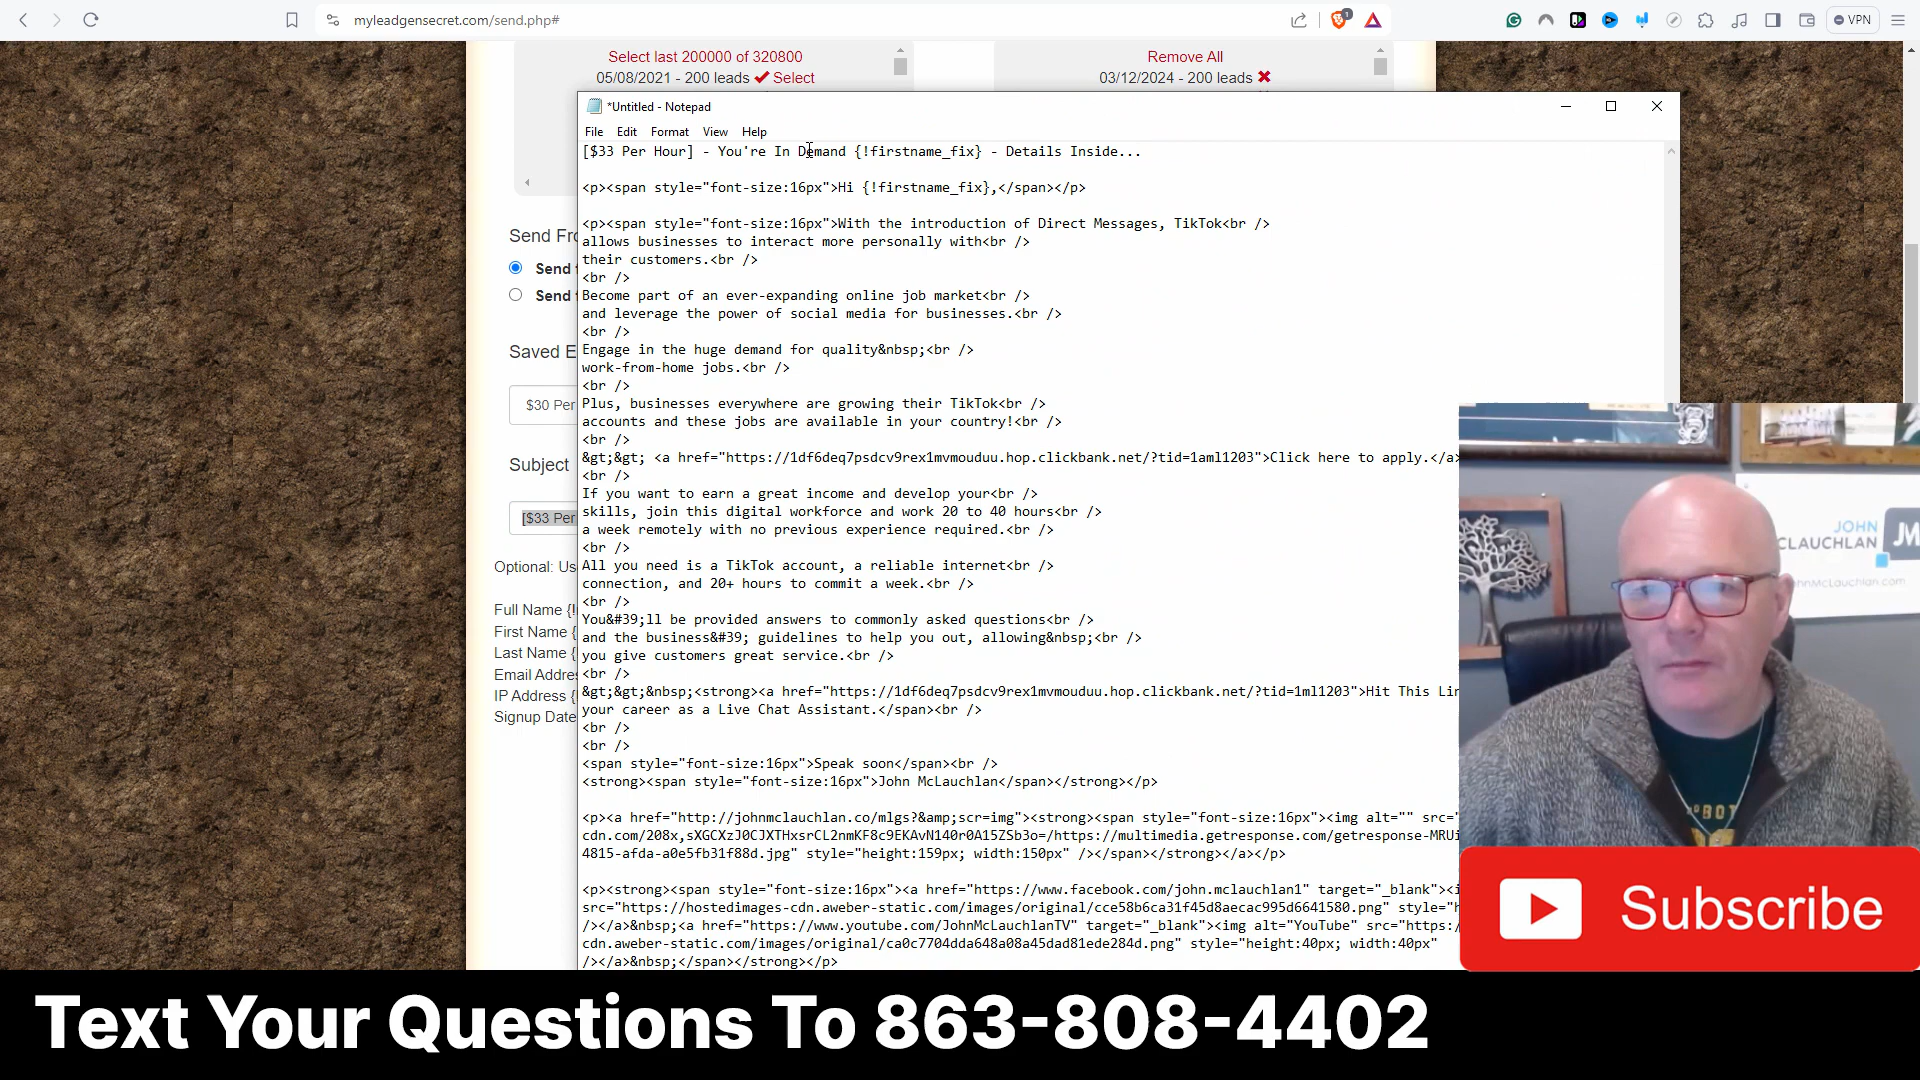 myleadgensecret.com/send.php#
VPN
Select last 200000 of 320800
05/08/2021 - 200 leads ✔ Select
Remove All
03/12/2024 - 200 leads ✖
*Untitled - Notepad
File Edit Format View Help
[$33 Per Hour] - You're In Demand {!firstname_fix} - Details Inside...
<p><span style="font-size:16px">Hi {!firstname_fix},</span></p>
<p><span style="font-size:16px">With the introduction of Direct Messages, TikTok<br />
allows businesses to interact more personally with<br />
their customers.<br />
<br />
Become part of an ever-expanding online job market<br />
and leverage the power of social media for businesses.<br />
<br />
Engage in the huge demand for quality&nbsp;<br />
work-from-home jobs.<br />
<br />
Plus, businesses everywhere are growing their TikTok<br />
accounts and these jobs are available in your country!<br />
<br />
&gt;&gt; <a href="https://1df6deq7psdcv9rex1mvmouduu.hop.clickbank.net/?tid=1aml1203">Click here to apply.</a>
<br />
If you want to earn a great income and develop your<br />
skills, join this digital workforce and work 20 to 40 hours<br />
a week remotely with no previous experience required.<br />
<br />
All you need is a TikTok account, a reliable internet<br />
connection, and 20+ hours to commit a week.<br />
<br />
You&#39;ll be provided answers to commonly asked questions<br />
and the business&#39; guidelines to help you out, allowing&nbsp;<br />
you give customers great service.<br />
<br />
&gt;&gt;&nbsp;<strong><a href="https://1df6deq7psdcv9rex1mvmouduu.hop.clickbank.net/?tid=1ml1203">Hit This Lin
your career as a Live Chat Assistant.</span><br />
<br />
<br />
<span style="font-size:16px">Speak soon</span><br />
<strong><span style="font-size:16px">John McLauchlan</span></strong></p>
<p><a href="http://johnmclauchlan.co/mlgs?&amp;scr=img"><strong><span style="font-size:16px"><img alt="" src="
cdn.com/208x,sXGCXzJ0CJXTHxsrCL2nmKF8c9EKAvN140r0A15ZSb3o=/https://multimedia.getresponse.com/getresponse-MRUi
4815-afda-a0e5fb31f88d.jpg" style="height:159px; width:150px" /></span></strong></a></p>
<p><strong><span style="font-size:16px"><a href="https://www.facebook.com/john.mclauchlan1" target="_blank"><i
src="https://hostedimages-cdn.aweber-static.com/images/original/cce58b6ca31f45d8aecac995d6641580.png" style="h
/></a>&nbsp;<a href="https://www.youtube.com/JohnMcLauchlanTV" target="_blank"><img alt="YouTube" src="https:/
cdn.aweber-static.com/images/original/ca0c7704dda648a08a45dad81ede284d.png" style="height:40px; width:40px"
/></a>&nbsp;</span></strong></p>
Send Fro
Send f
Send f
Saved E
$30 Per
Subject
[$33 Per
Optional: Us
Full Name {!
First Name {
Last Name {
Email Addre
IP Address {
Signup Date
JOHN
CLAUCHLAN
JM
ohnMcLauchlan.com
Subscribe
Text Your Questions To 863-808-4402